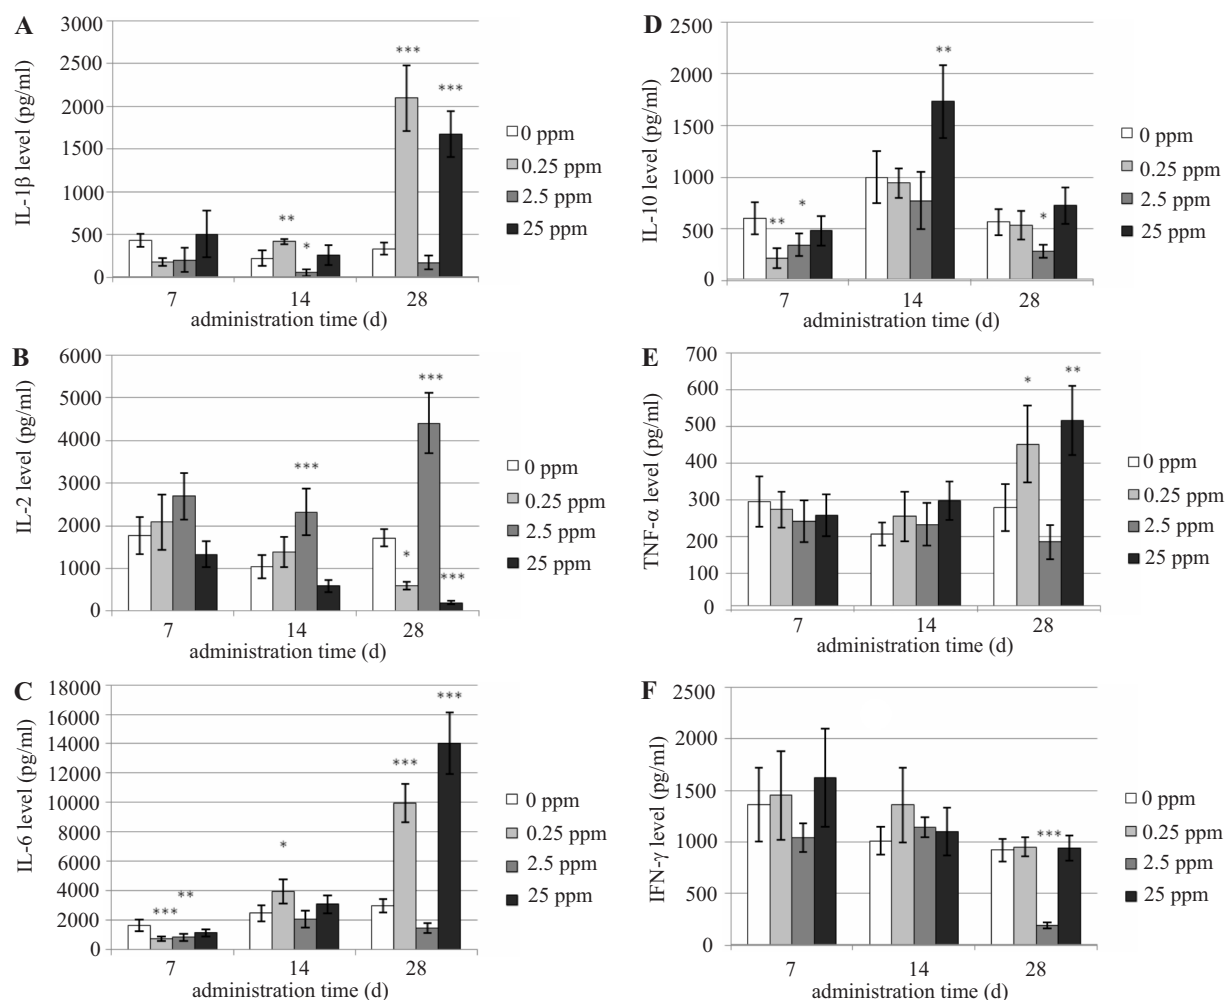 A
IL-1β level (pg/ml)
3000
2500
2000
1500
1000
500
0
**
*
***
***
7 14 28
administration time (d)
0 ppm
0.25 ppm
2.5 ppm
25 ppm
D
IL-10 level (pg/ml)
2500
2000
1500
1000
500
0
**
*
**
*
7 14 28
administration time (d)
0 ppm
0.25 ppm
2.5 ppm
25 ppm
B
IL-2 level (pg/ml)
6000
5000
4000
3000
2000
1000
0
***
*
***
***
7 14 28
administration time (d)
0 ppm
0.25 ppm
2.5 ppm
25 ppm
E
TNF-α level (pg/ml)
700
600
500
400
300
200
100
0
*
**
7 14 28
administration time (d)
0 ppm
0.25 ppm
2.5 ppm
25 ppm
C
IL-6 level (pg/ml)
18000
16000
14000
12000
10000
8000
6000
4000
2000
0
***
**
*
***
***
7 14 28
administration time (d)
0 ppm
0.25 ppm
2.5 ppm
25 ppm
F
IFN-γ level (pg/ml)
2500
2000
1500
1000
500
0
***
7 14 28
administration time (d)
0 ppm
0.25 ppm
2.5 ppm
25 ppm